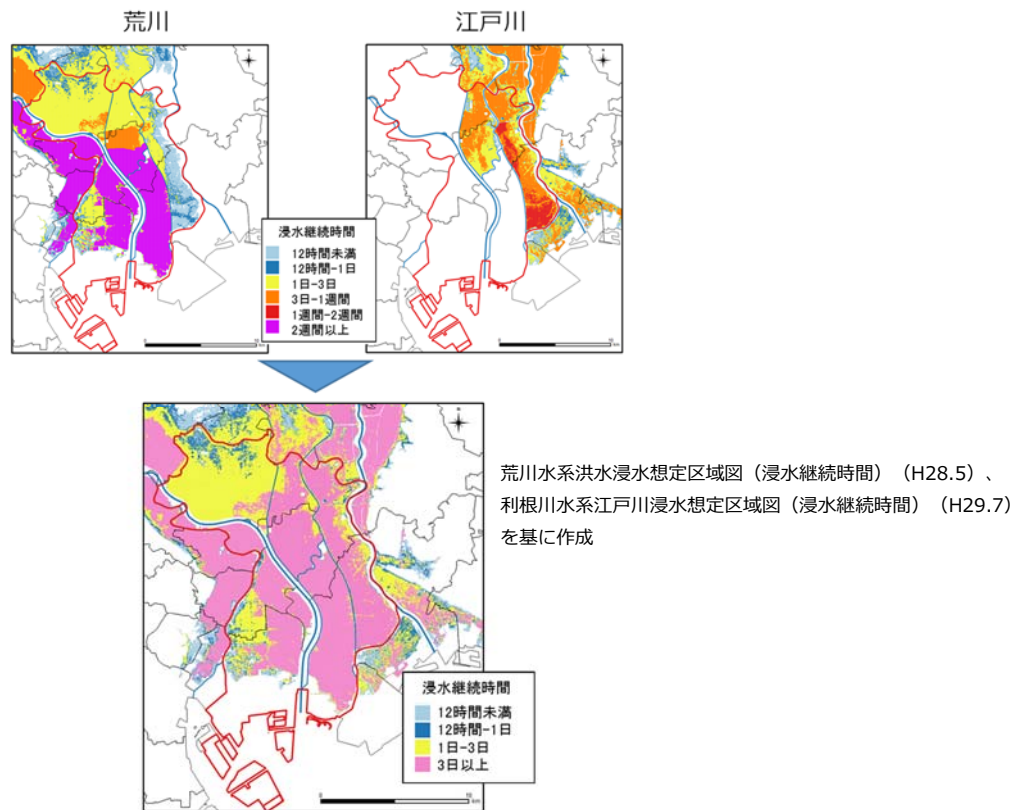 荒川
江戸川
浸水継続時間
12時間未満
12時間-1日
1日-3日
3日-1週間
1週間-2週間
2週間以上
荒川水系洪水浸水想定区域図（浸水継続時間）（H28.5）、
利根川水系江戸川浸水想定区域図（浸水継続時間）（H29.7）
を基に作成
浸水継続時間
12時間未満
12時間-1日
1日-3日
3日以上